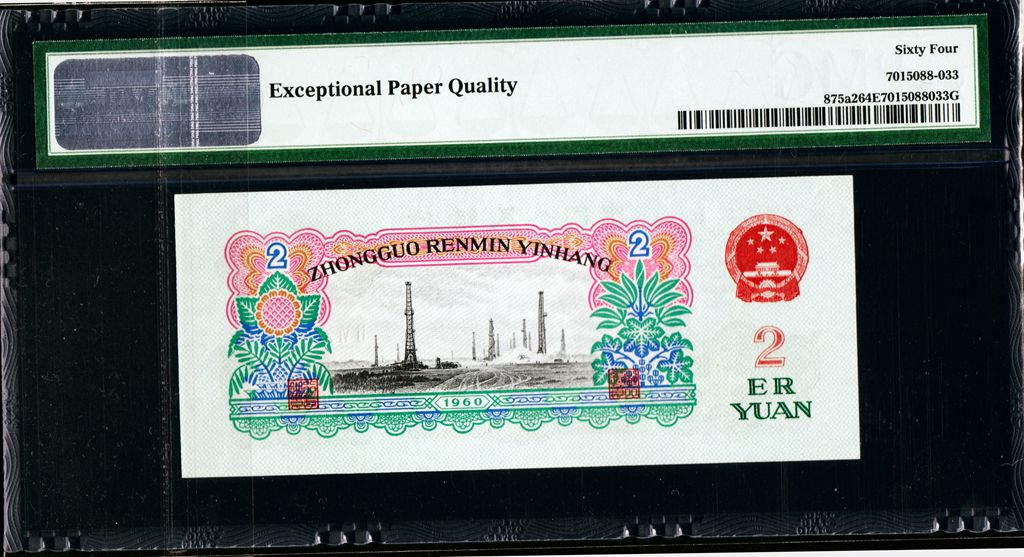 Exceptional Paper Quality
Sixty Four
7015088-033
875a264E7015088033G
2
2
ZHONGGUO RENMIN YINHANG
1960
2
ER
YUAN